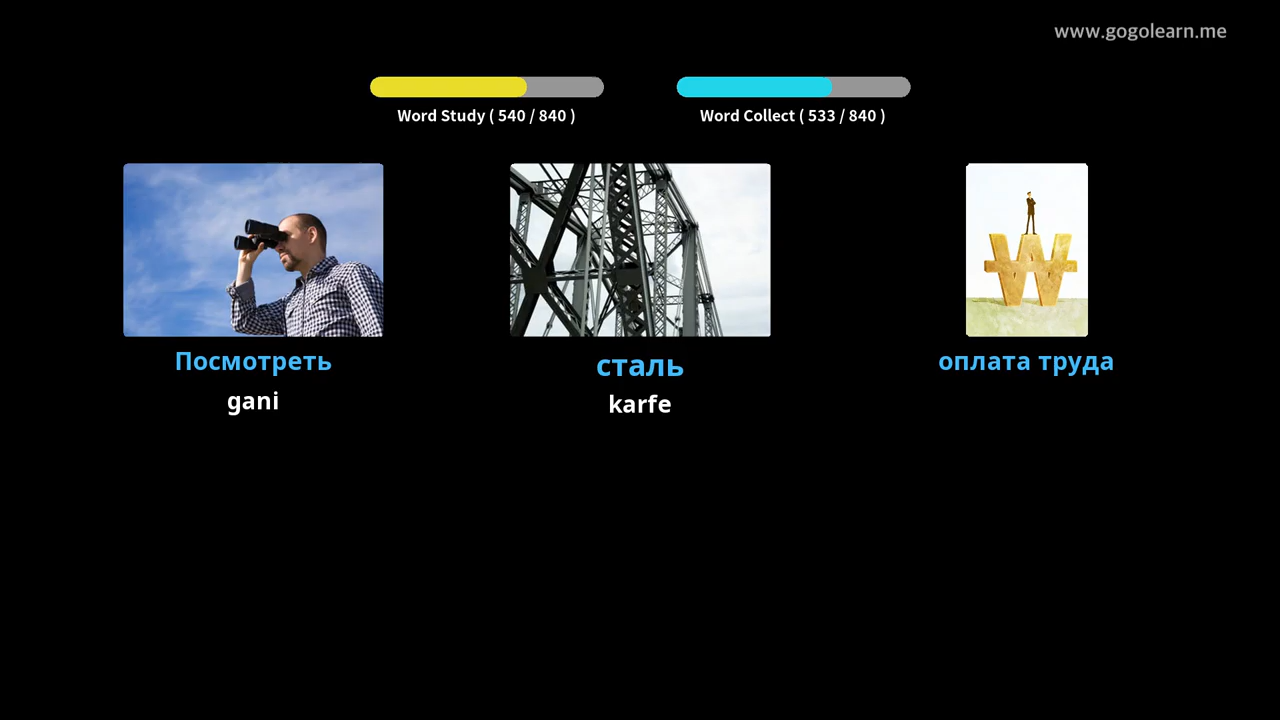 www.gogolearn.me
Word Study ( 540 / 840 )
Word Collect ( 533 / 840 )
Посмотреть
сталь
оплата труда
gani
karfe